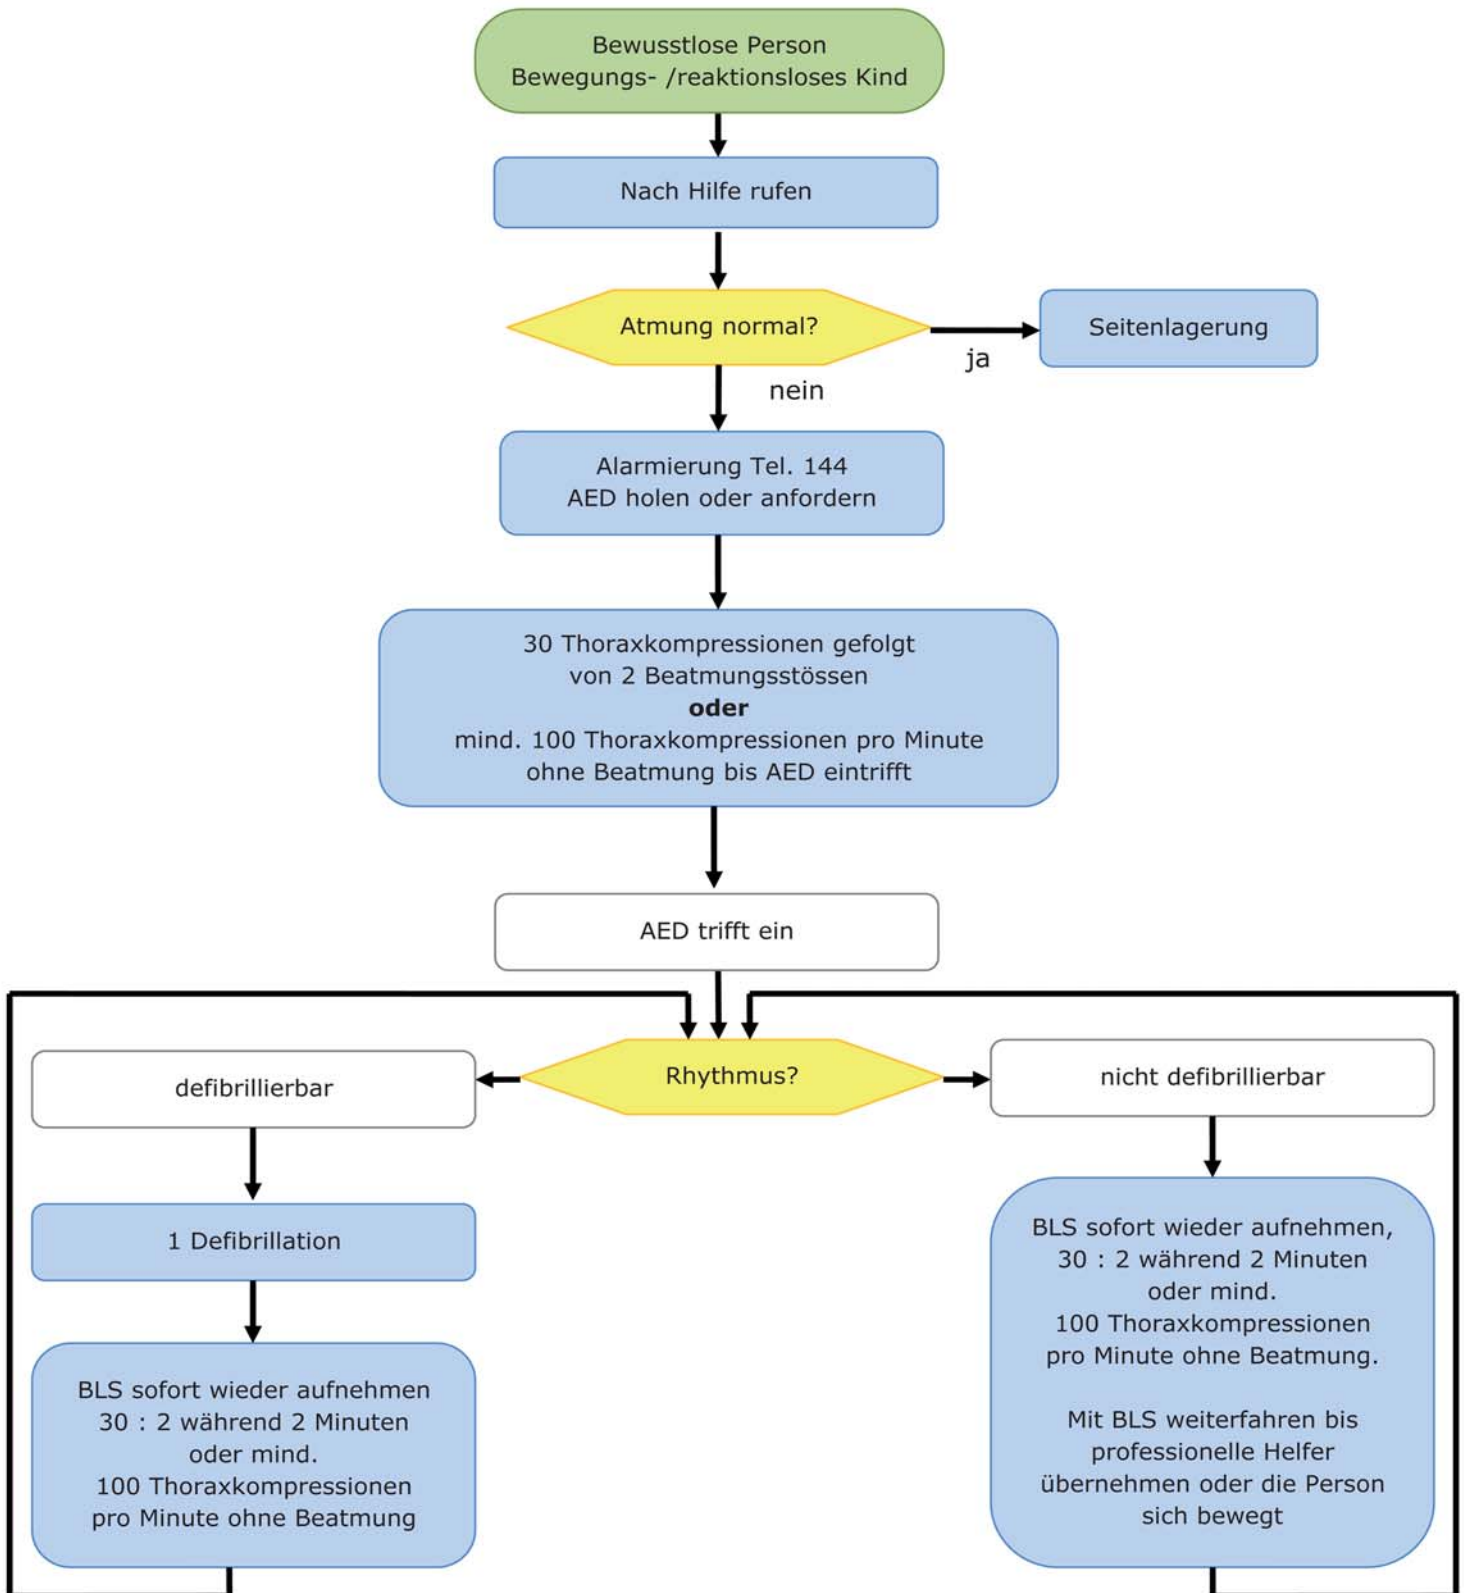 Bewusstlose Person
Bewegungs- /reaktionsloses Kind
Nach Hilfe rufen
Atmung normal?
ja
Seitenlagerung
nein
Alarmierung Tel. 144
AED holen oder anfordern
30 Thoraxkompressionen gefolgt
von 2 Beatmungsstössen
oder
mind. 100 Thoraxkompressionen pro Minute
ohne Beatmung bis AED eintrifft
AED trifft ein
Rhythmus?
defibrillierbar
1 Defibrillation
BLS sofort wieder aufnehmen
30 : 2 während 2 Minuten
oder mind.
100 Thoraxkompressionen
pro Minute ohne Beatmung
nicht defibrillierbar
BLS sofort wieder aufnehmen,
30 : 2 während 2 Minuten
oder mind.
100 Thoraxkompressionen
pro Minute ohne Beatmung.
Mit BLS weiterfahren bis
professionelle Helfer
übernehmen oder die Person
sich bewegt